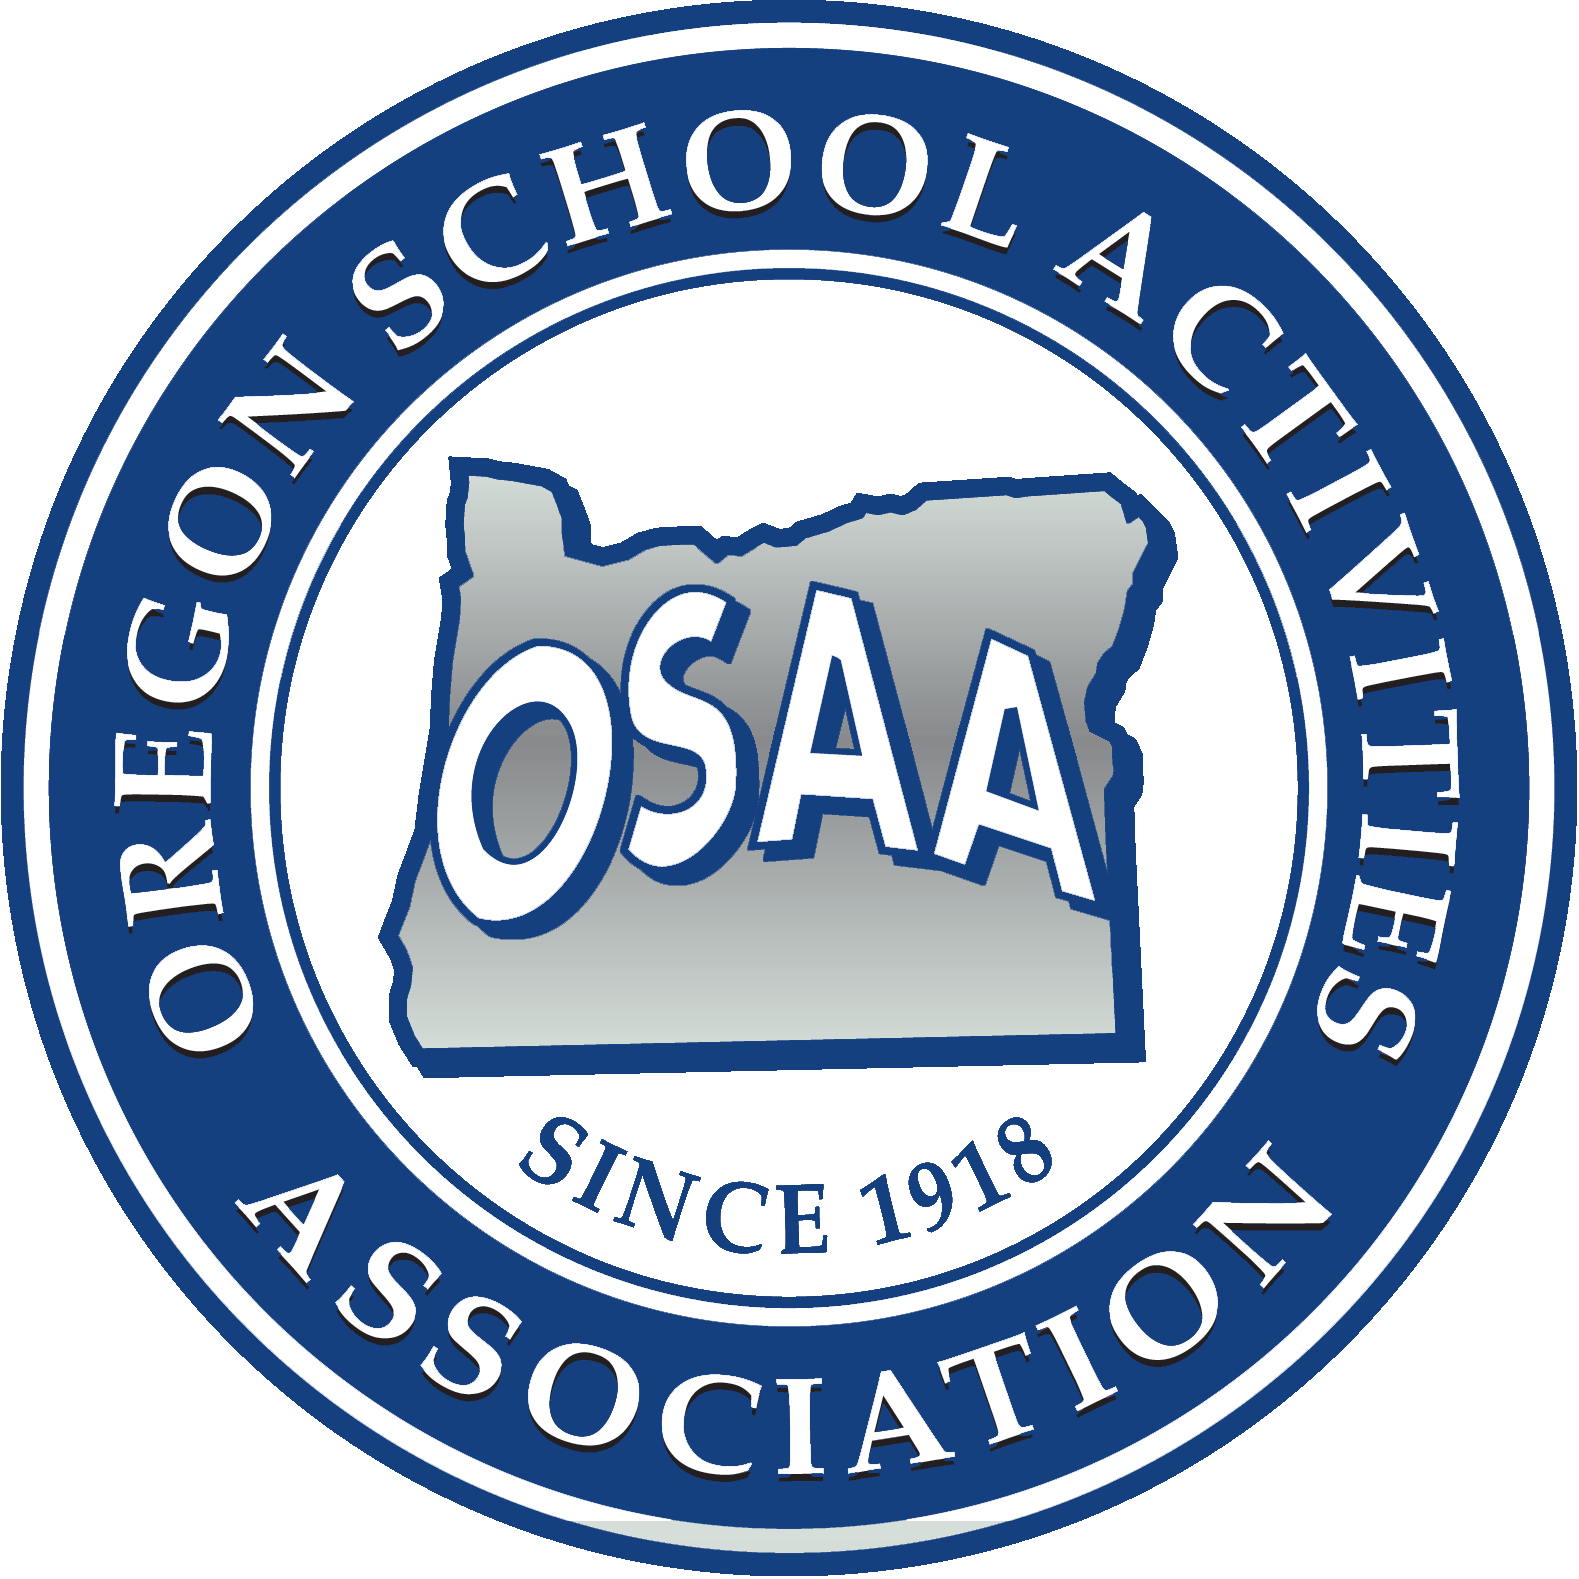 OREGON SCHOOL ACTIVITIES
ASSOCIATION
OSAA
SINCE 1918